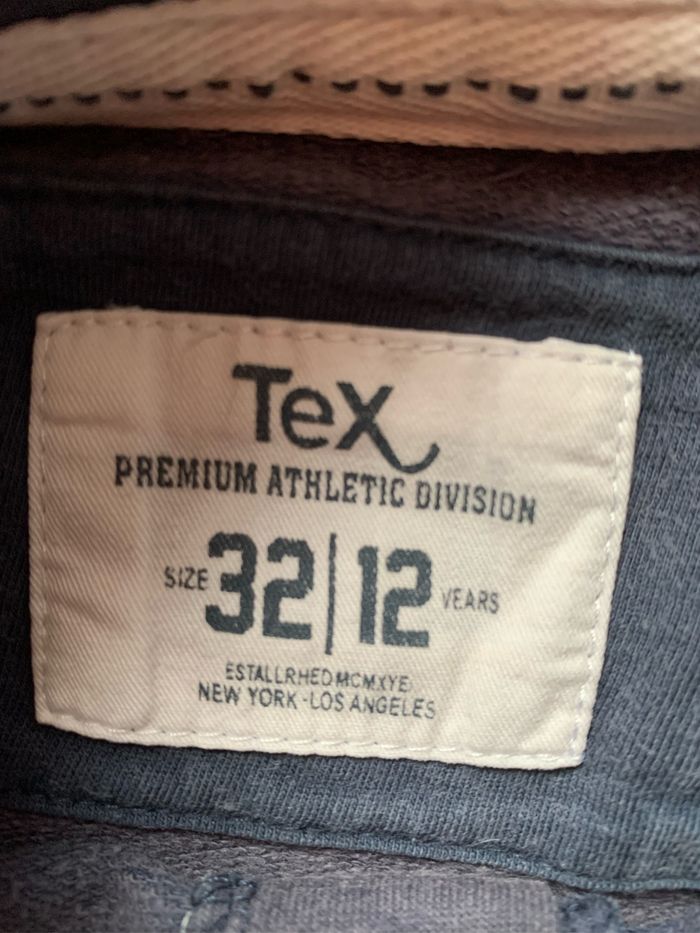 Tex
PREMIUM ATHLETIC DIVISION
SIZE 32|12 YEARS
ESTALLRHED MCMXYE
NEW YORK - LOS ANGELES